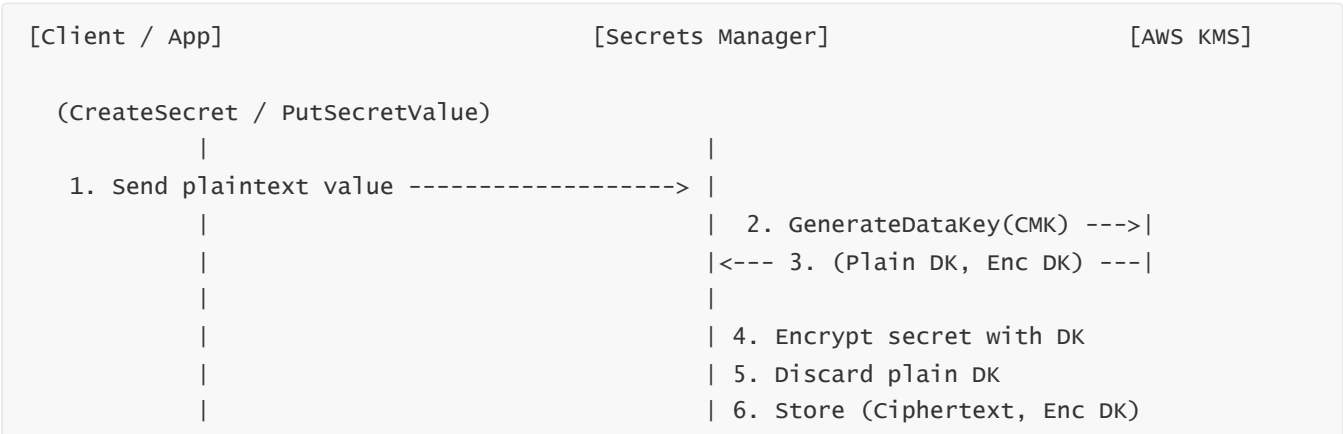 [Client / App]                          [Secrets Manager]                     [AWS KMS]
  (CreateSecret / PutSecretValue)
            |                                   |
   1. Send plaintext value -------------------> |
            |                                   |  2. GenerateDataKey(CMK) --->|
            |                                   |<--- 3. (Plain DK, Enc DK) ---|
            |                                   |
            |                                   | 4. Encrypt secret with DK
            |                                   | 5. Discard plain DK
            |                                   | 6. Store (Ciphertext, Enc DK)